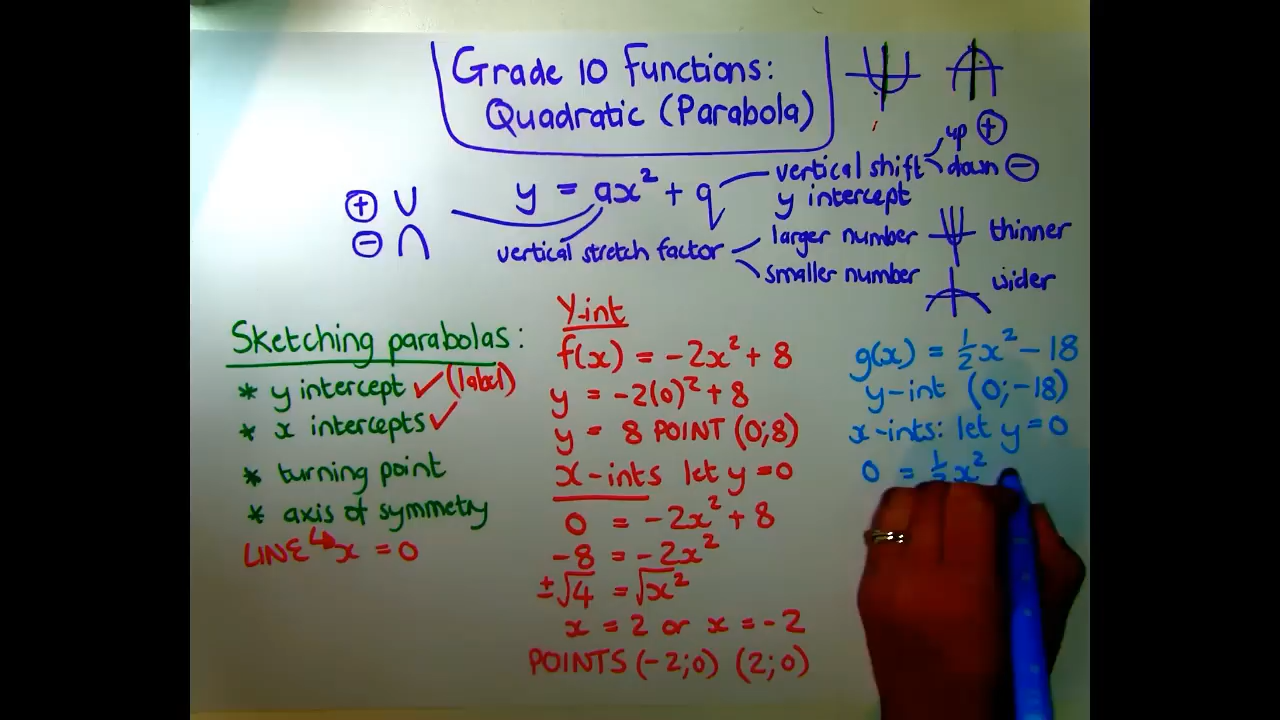 Grade 10 Functions:
Quadratic (Parabola)
up +
vertical shift down -
y = ax² + q
y intercept
+
-
vertical stretch factor
larger number thinner
smaller number wider
Sketching parabolas:
* y intercept ✓ (label)
* x intercepts ✓
* turning point
* axis of symmetry
LINE ↳ x = 0
Y-int
f(x) = -2x² + 8
y = -2(0)² + 8
y = 8 POINT (0;8)
x-ints let y = 0
0 = -2x² + 8
-8 = -2x²
±√4 = √x²
x = 2 or x = -2
POINTS (-2;0) (2;0)
g(x) = ½x² - 18
y-int (0;-18)
x-ints: let y = 0
0 = ½x²